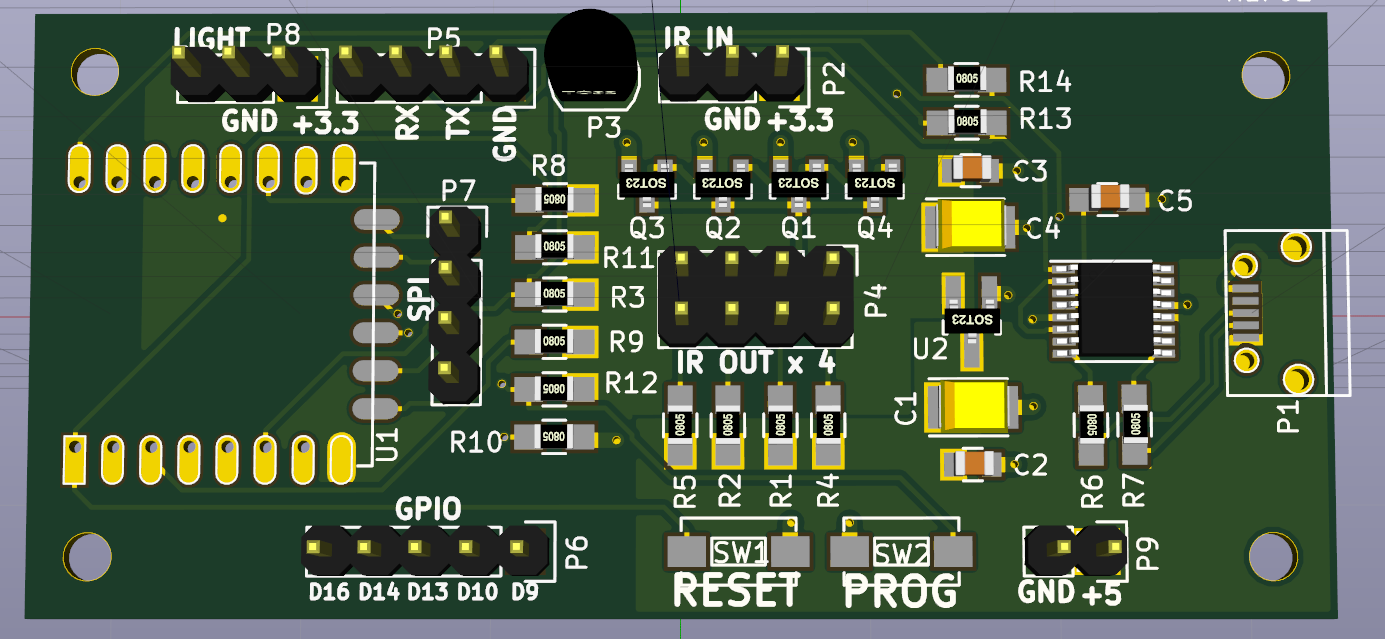 LIGHT P8
P5
IR IN
P2
GND +3.3
RX
TX
GND
P3
GND +3.3
0805 R14
0805 R13
C3
C5
C4
R8
0805
P7
SOT23 SOT23 SOT23 SOT23
Q3 Q2 Q1 Q4
0805 R11
SPI
0805 R3
P4
SOT23
U2
0805 R9
IR OUT x 4
0805 R12
C1
P1
U1
R10 0805
0805 0805 0805 0805
0805 0805
C2
R5 R2 R1 R4
R6 R7
GPIO
P6
SW1 SW2
P9
D16 D14 D13 D10 D9
RESET PROG
GND +5